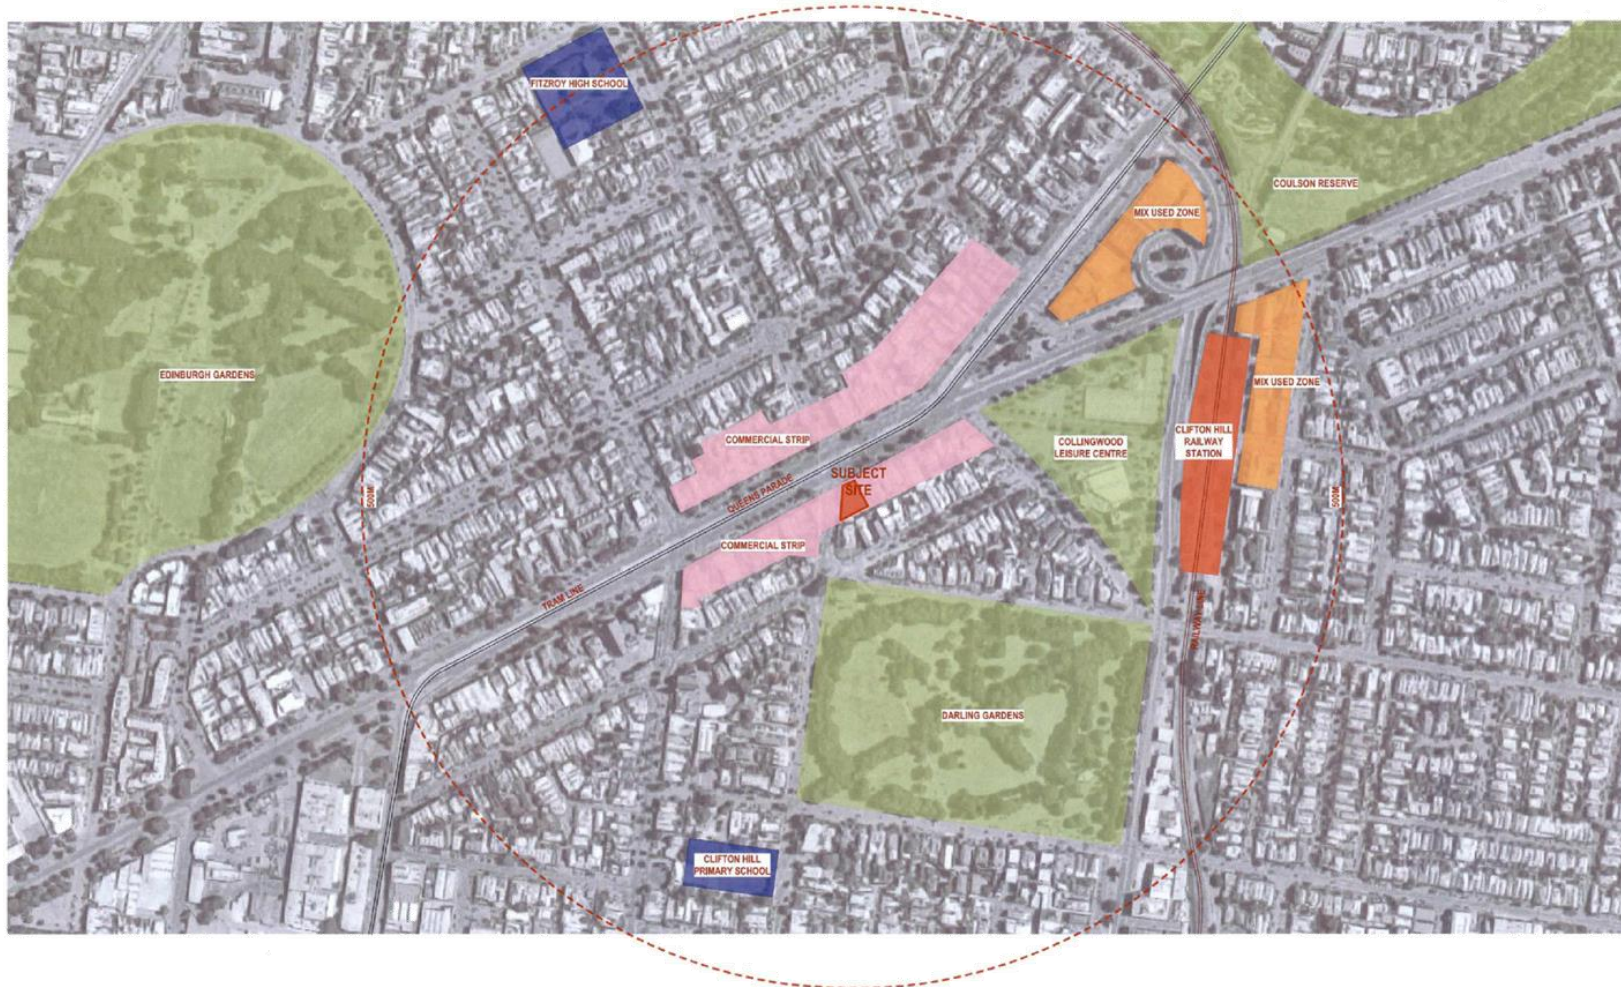 FITZROY HIGH SCHOOL
COULSON RESERVE
MIX USED ZONE
EDINBURGH GARDENS
MIX USED ZONE
COMMERCIAL STRIP
COLLINGWOOD
LEISURE CENTRE
CLIFTON HILL
RAILWAY
STATION
SUBJECT
SITE
QUEENS PARADE
500M
500M
COMMERCIAL STRIP
TRAM LINE
RAILWAY LINE
DARLING GARDENS
CLIFTON HILL
PRIMARY SCHOOL